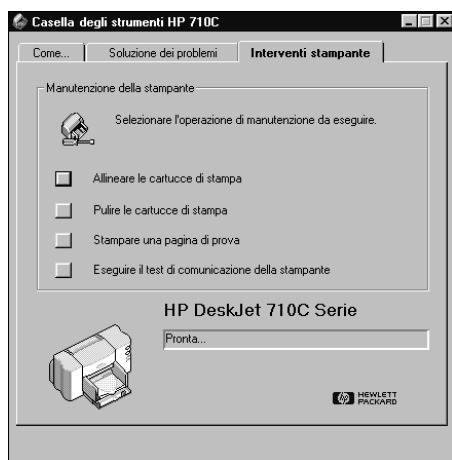 Casella degli strumenti HP 710C
Come...
Soluzione dei problemi
Interventi stampante
Manutenzione della stampante
Selezionare l'operazione di manutenzione da eseguire.
Allineare le cartucce di stampa
Pulire le cartucce di stampa
Stampare una pagina di prova
Eseguire il test di comunicazione della stampante
HP DeskJet 710C Serie
Pronta...
hp HEWLETT
PACKARD